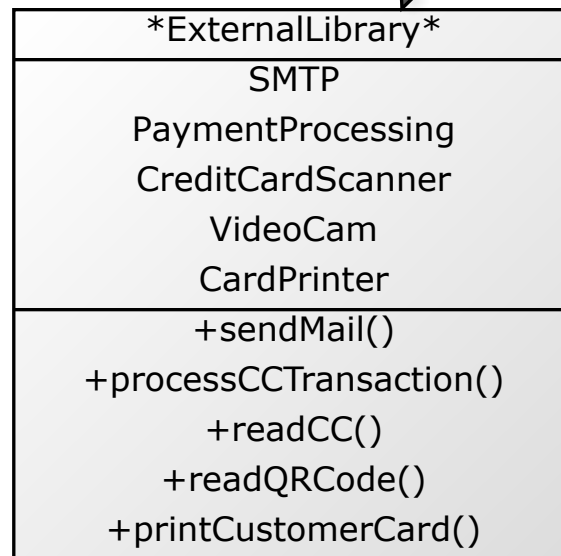 *ExternalLibrary*
SMTP
PaymentProcessing
CreditCardScanner
VideoCam
CardPrinter
+sendMail()
+processCCTransaction()
+readCC()
+readQRCode()
+printCustomerCard()